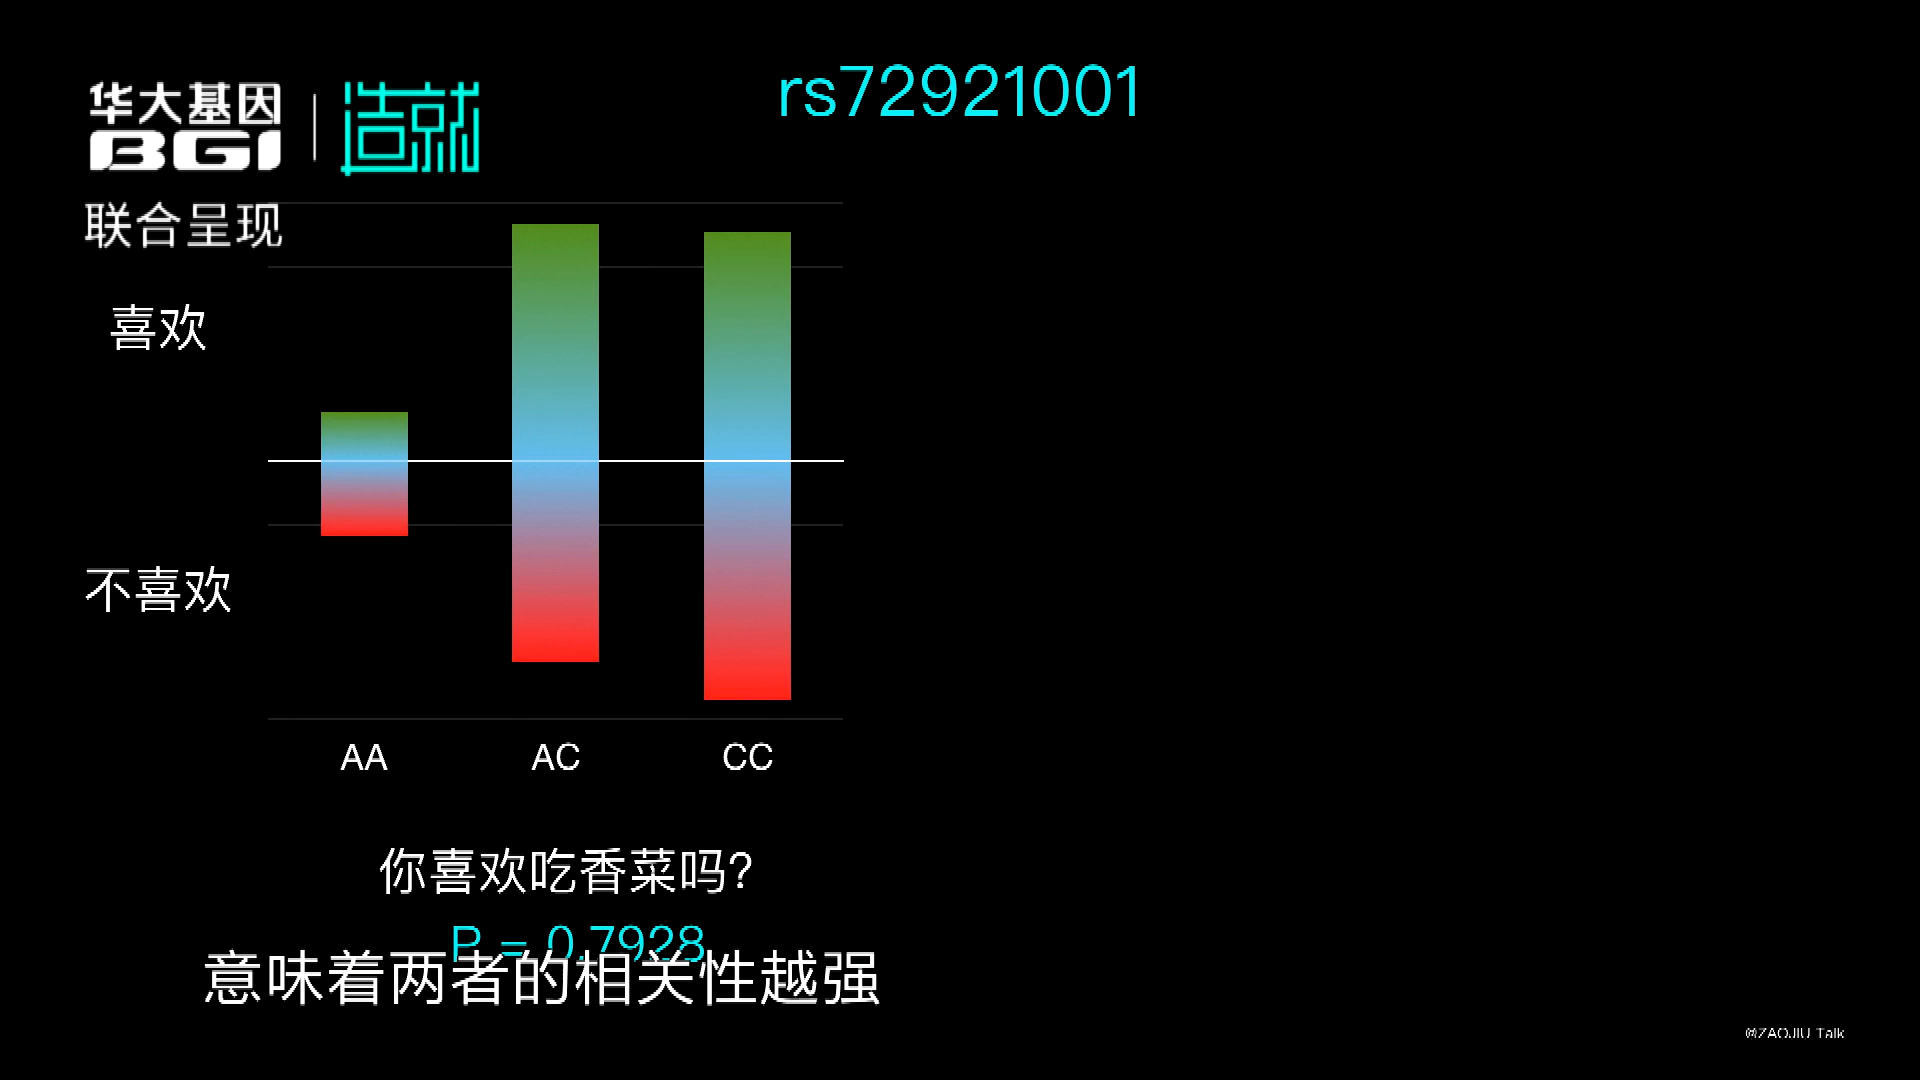 华大基因
BGI
造就
联合呈现
rs72921001
喜欢
不喜欢
AA
AC
CC
你喜欢吃香菜吗?
P = 0.7928
意味着两者的相关性越强
@ZAOJIU Talk